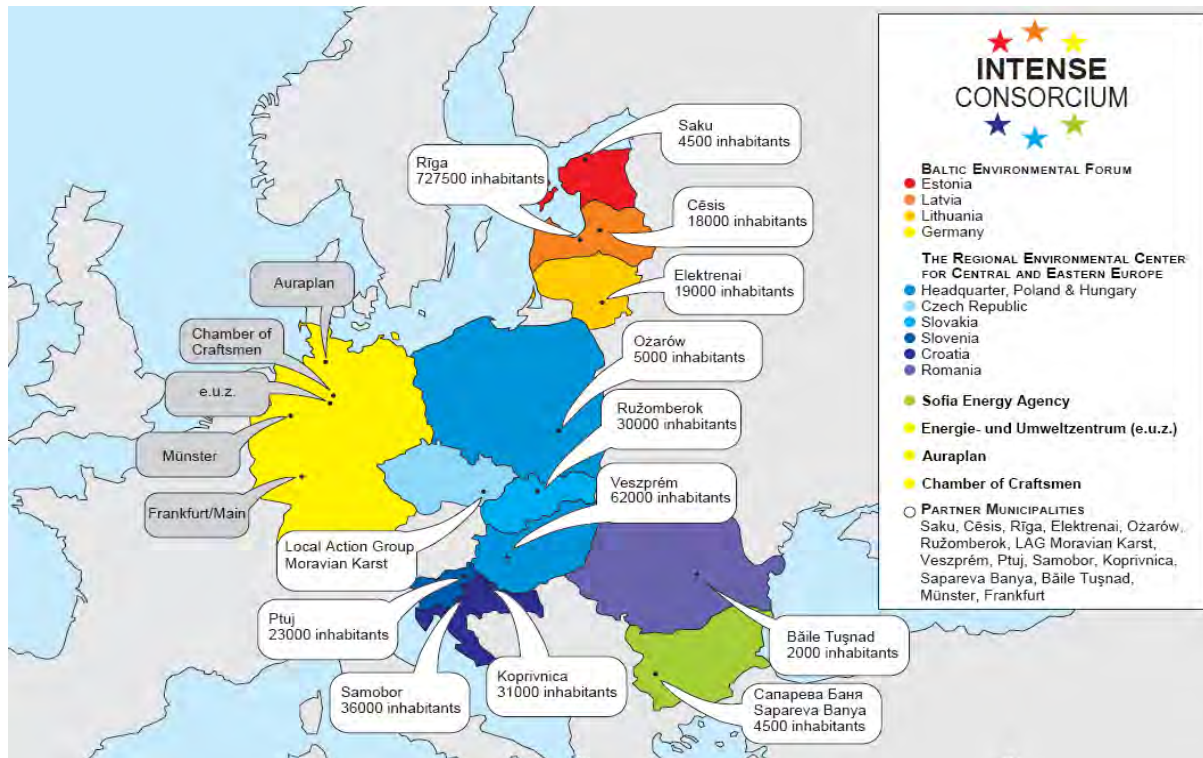 Saku
4500 inhabitants
Rīga
727500 inhabitants
Cēsis
18000 inhabitants
Elektrenai
19000 inhabitants
Auraplan
Chamber of
Craftsmen
e.u.z.
Münster
Frankfurt/Main
Ożarów
5000 inhabitants
Ružomberok
30000 inhabitants
Veszprém
62000 inhabitants
Local Action Group
Moravian Karst
Ptuj
23000 inhabitants
Samobor
36000 inhabitants
Koprivnica
31000 inhabitants
Băile Tuşnad
2000 inhabitants
Сапарева Баня
Sapareva Banya
4500 inhabitants
INTENSE
CONSORCIUM
BALTIC ENVIRONMENTAL FORUM
Estonia
Latvia
Lithuania
Germany
THE REGIONAL ENVIRONMENTAL CENTER
FOR CENTRAL AND EASTERN EUROPE
Headquarter, Poland & Hungary
Czech Republic
Slovakia
Slovenia
Croatia
Romania
Sofia Energy Agency
Energie- und Umweltzentrum (e.u.z.)
Auraplan
Chamber of Craftsmen
PARTNER MUNICIPALITIES
Saku, Cēsis, Rīga, Elektrenai, Ożarów,
Ružomberok, LAG Moravian Karst,
Veszprém, Ptuj, Samobor, Koprivnica,
Sapareva Banya, Băile Tuşnad,
Münster, Frankfurt